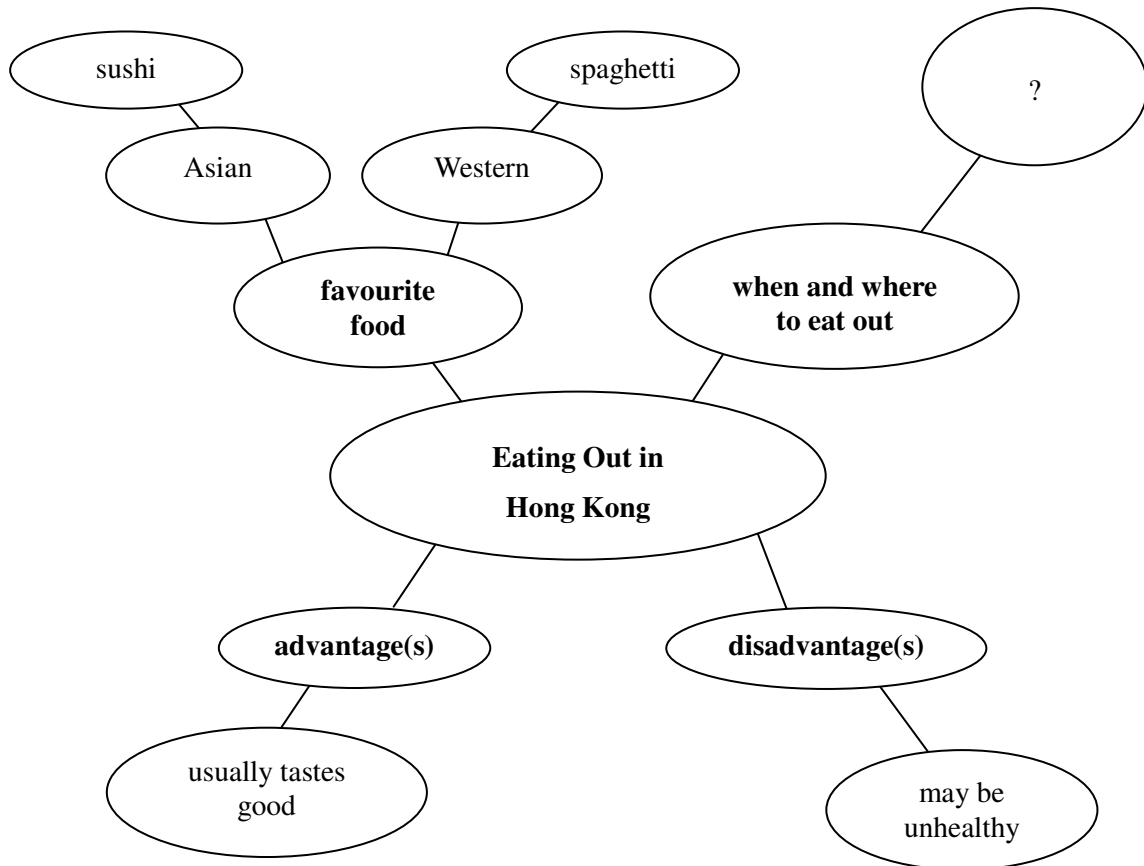 sushi
spaghetti
?
Asian
Western
favourite
food
when and where
to eat out
Eating Out in
Hong Kong
advantage(s)
disadvantage(s)
usually tastes
good
may be
unhealthy